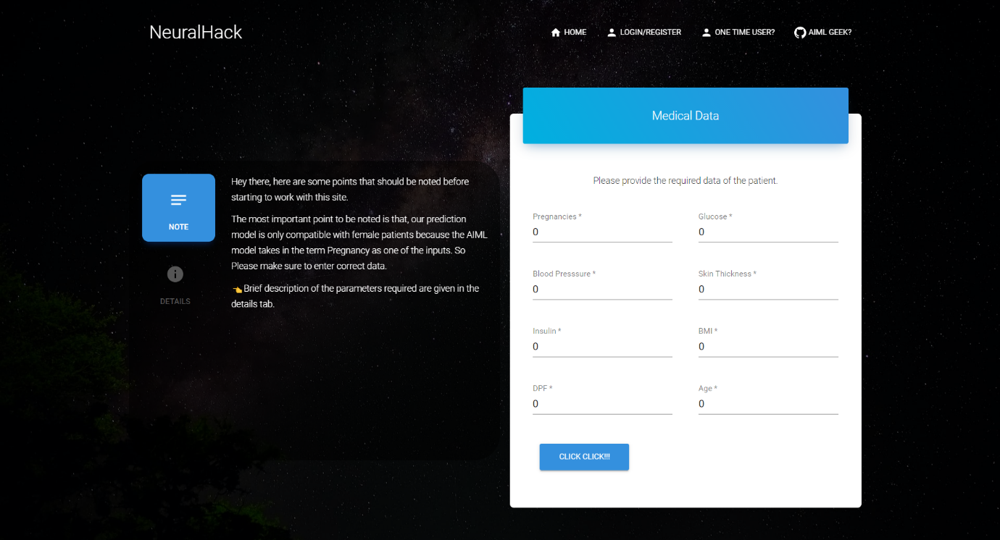 NeuralHack
HOME
LOGIN/REGISTER
ONE TIME USER?
AIML GEEK?
NOTE
DETAILS
Hey there, here are some points that should be noted before
starting to work with this site.
The most important point to be noted is that, our prediction
model is only compatible with female patients because the AIML
model takes in the term Pregnancy as one of the inputs. So
Please make sure to enter correct data.
👈Brief description of the parameters required are given in the
details tab.
Medical Data
Please provide the required data of the patient.
Pregnancies *
0
Glucose *
0
Blood Presssure *
0
Skin Thickness *
0
Insulin *
0
BMI *
0
DPF *
0
Age *
0
CLICK CLICK!!!